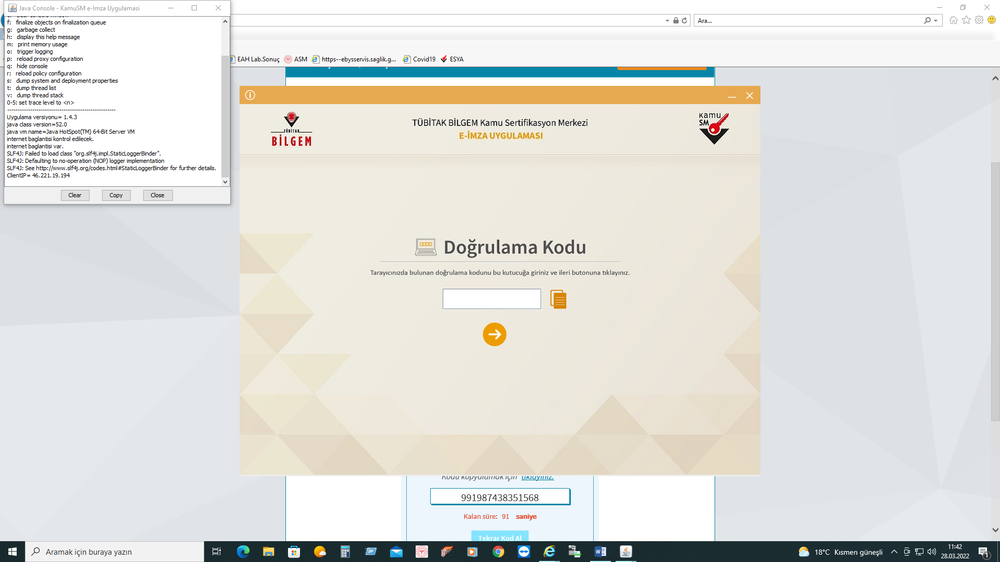 Java Console - KamuSM e-Imza Uygulamasi
f: finalize objects on finalization queue
g: garbage collect
h: display this help message
m: print memory usage
o: trigger logging
p: reload proxy configuration
q: hide console
r: reload policy configuration
s: dump system and deployment properties
t: dump thread list
v: dump thread stack
0-5: set trace level to <n>
----------------------------------------------------
Uygulama versiyonu= 1.4.3
java class version=52.0
java vm name=Java HotSpot(TM) 64-Bit Server VM
internet baglantisi kontrol edilecek.
internet baglantisi var.
SLF4J: Failed to load class "org.slf4j.impl.StaticLoggerBinder".
SLF4J: Defaulting to no-operation (NOP) logger implementation
SLF4J: See http://www.slf4j.org/codes.html#StaticLoggerBinder for further details.
ClientIP= 46.221.19.194
Clear Copy Close
Ara...
EAH Lab.Sonuç ASM https--ebysservis.saglik.g... Covid19 ESYA
TÜBİTAK
BİLGEM
TÜBİTAK BİLGEM Kamu Sertifikasyon Merkezi
E-İMZA UYGULAMASI
Kamu
SM
Doğrulama Kodu
Tarayıcınızda bulunan doğrulama kodunu bu kutucuğa giriniz ve ileri butonuna tıklayınız.
Kodu kopyalamak için tıklayınız.
991987438351568
Kalan süre: 91 saniye
Tekrar Kod Al
Aramak için buraya yazın
18°C Kısmen güneşli
11:42
28.03.2022
1